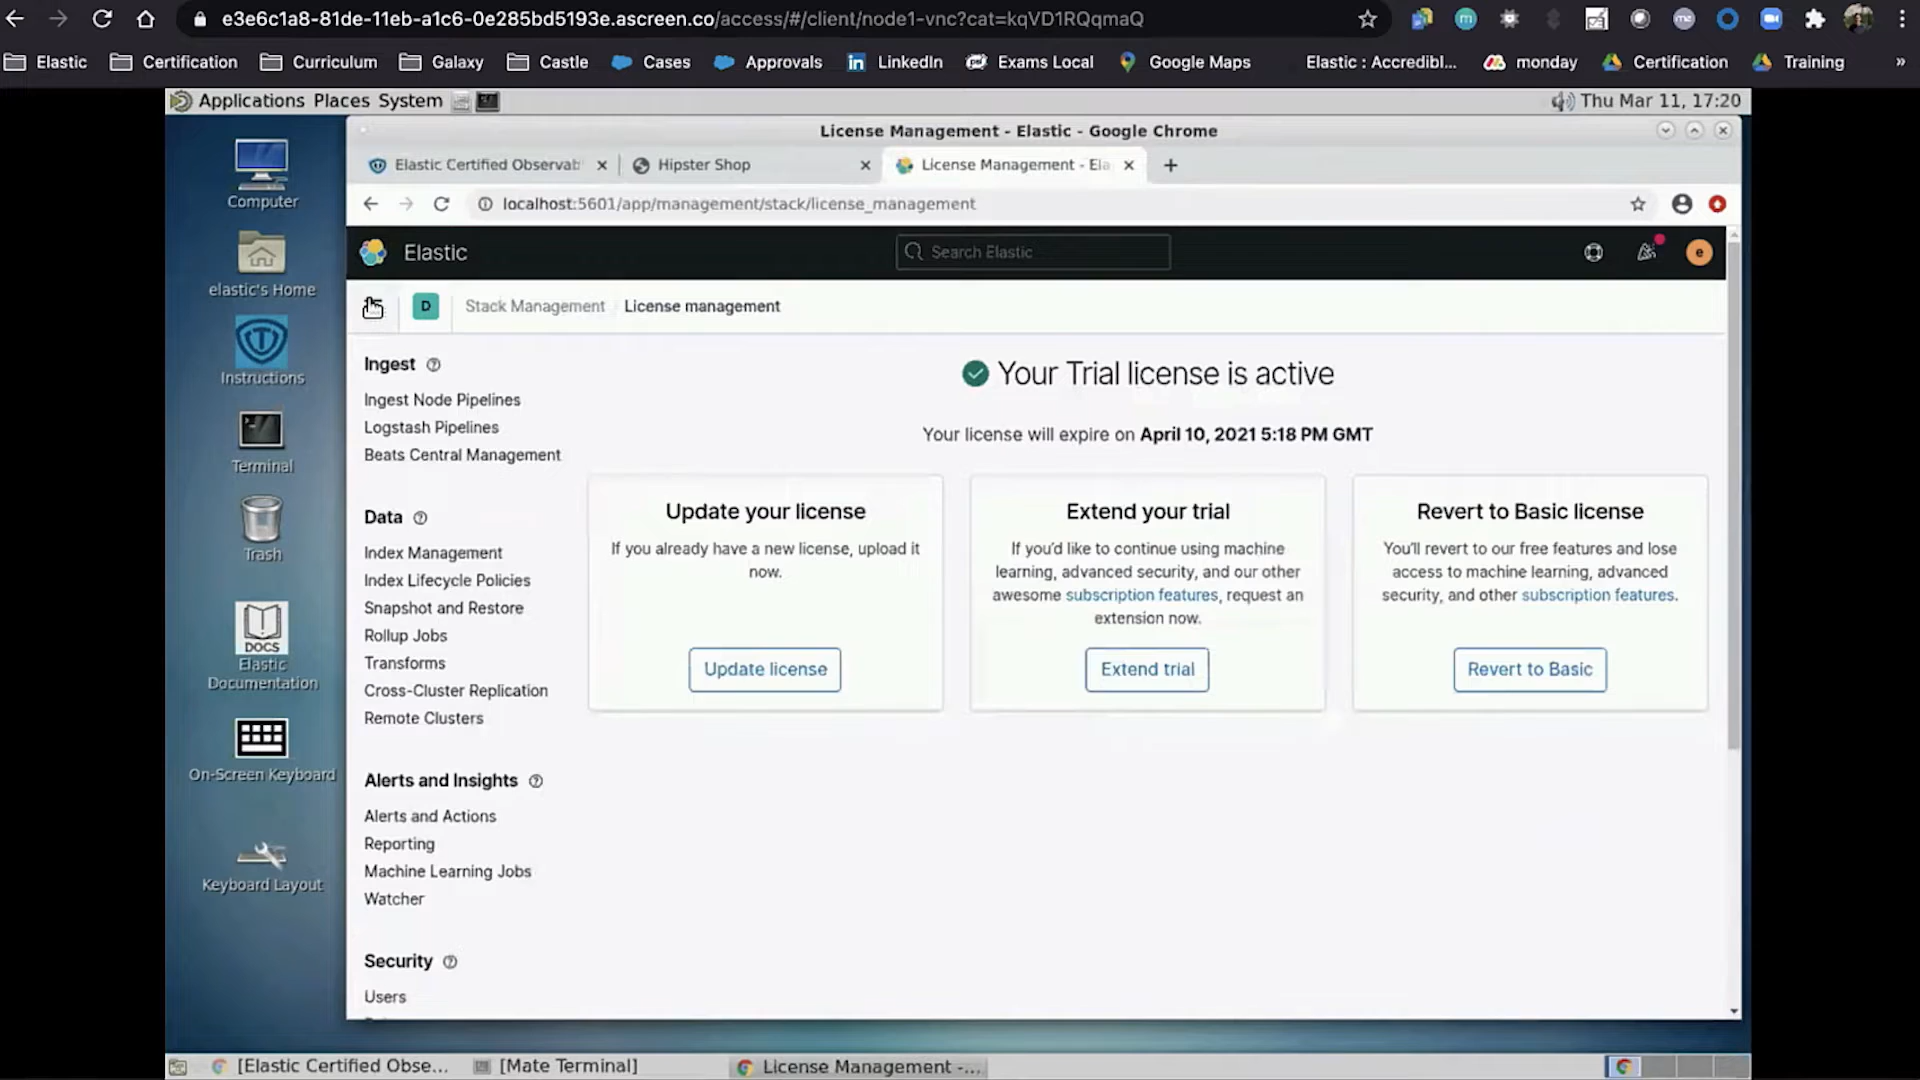 e3e6c1a8-81de-11eb-a1c6-0e285bd5193e.ascreen.co/access/#/client/node1-vnc?cat=kqVD1RQqmaQ
Elastic Certification Curriculum Galaxy Castle Cases Approvals LinkedIn Exams Local Google Maps Elastic : Accredibl... monday Certification Training »
Applications Places System
Thu Mar 11, 17:20
License Management - Elastic - Google Chrome
Elastic Certified Observab
Hipster Shop
License Management - Ela
localhost:5601/app/management/stack/license_management
Elastic
Search Elastic
e
D
Stack Management
License management
Computer
elastic's Home
Instructions
Terminal
Trash
DOCS
Elastic
Documentation
On-Screen Keyboard
Keyboard Layout
Ingest
Ingest Node Pipelines
Logstash Pipelines
Beats Central Management
Data
Index Management
Index Lifecycle Policies
Snapshot and Restore
Rollup Jobs
Transforms
Cross-Cluster Replication
Remote Clusters
Alerts and Insights
Alerts and Actions
Reporting
Machine Learning Jobs
Watcher
Security
Users
Your Trial license is active
Your license will expire on April 10, 2021 5:18 PM GMT
Update your license
If you already have a new license, upload it
now.
Update license
Extend your trial
If you'd like to continue using machine
learning, advanced security, and our other
awesome subscription features, request an
extension now.
Extend trial
Revert to Basic license
You'll revert to our free features and lose
access to machine learning, advanced
security, and other subscription features.
Revert to Basic
[Elastic Certified Obse...
[Mate Terminal]
License Management -...